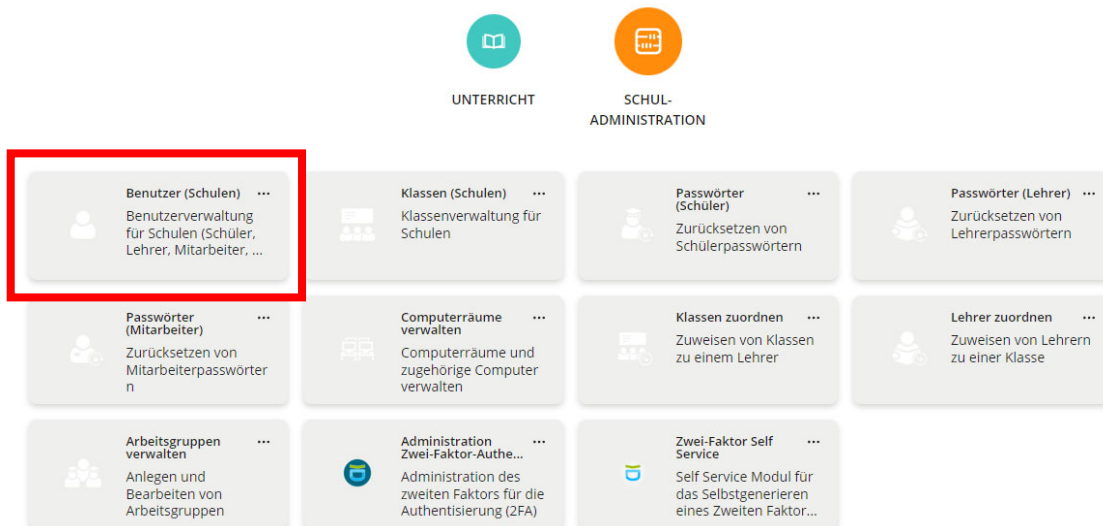 UNTERRICHT
SCHUL-
ADMINISTRATION
Benutzer (Schulen) ...
Benutzerverwaltung
für Schulen (Schüler,
Lehrer, Mitarbeiter, ...
Klassen (Schulen) ...
Klassenverwaltung für
Schulen
Passwörter ...
(Schüler)
Zurücksetzen von
Schülerpasswörtern
Passwörter (Lehrer) ...
Zurücksetzen von
Lehrerpasswörtern
Passwörter ...
(Mitarbeiter)
Zurücksetzen von
Mitarbeiterpasswörter
n
Computerräume ...
verwalten
Computerräume und
zugehörige Computer
verwalten
Klassen zuordnen ...
Zuweisen von Klassen
zu einem Lehrer
Lehrer zuordnen ...
Zuweisen von Lehrern
zu einer Klasse
Arbeitsgruppen ...
verwalten
Anlegen und
Bearbeiten von
Arbeitsgruppen
Administration ...
Zwei-Faktor-Authe...
Administration des
zweiten Faktors für die
Authentisierung (2FA)
Zwei-Faktor Self ...
Service
Self Service Modul für
das Selbstgenerieren
eines Zweiten Faktor...